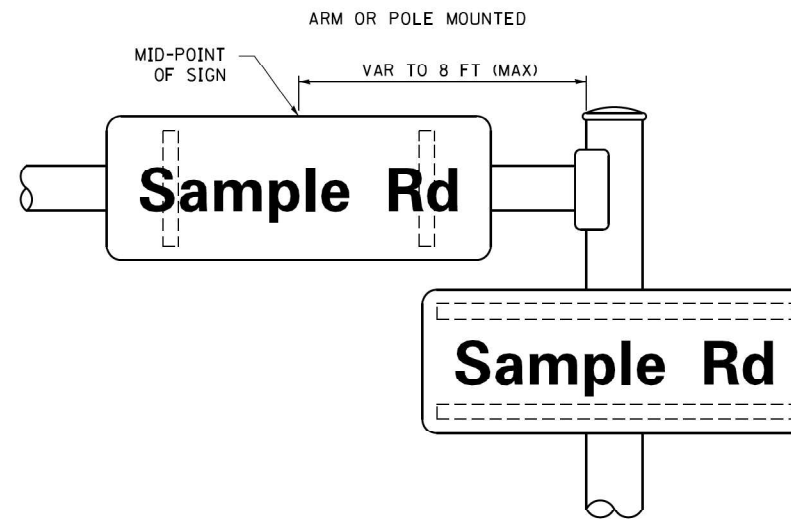 ARM OR POLE MOUNTED
MID-POINT
OF SIGN
VAR TO 8 FT (MAX)
Sample Rd
Sample Rd